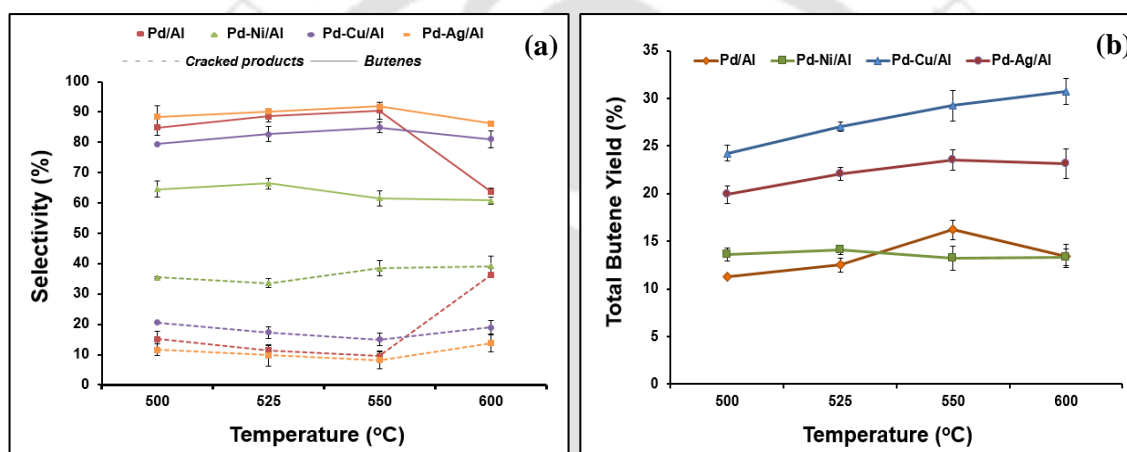 Pd/Al Pd-Ni/Al Pd-Cu/Al Pd-Ag/Al (a)
Cracked products Butenes
100
90
80
70
60
50
40
30
20
10
0
Selectivity (%)
500 525 550 600
Temperature (oC)
(b)
Pd/Al Pd-Ni/Al Pd-Cu/Al Pd-Ag/Al
35
30
25
20
15
10
5
0
Total Butene Yield (%)
500 525 550 600
Temperature (oC)